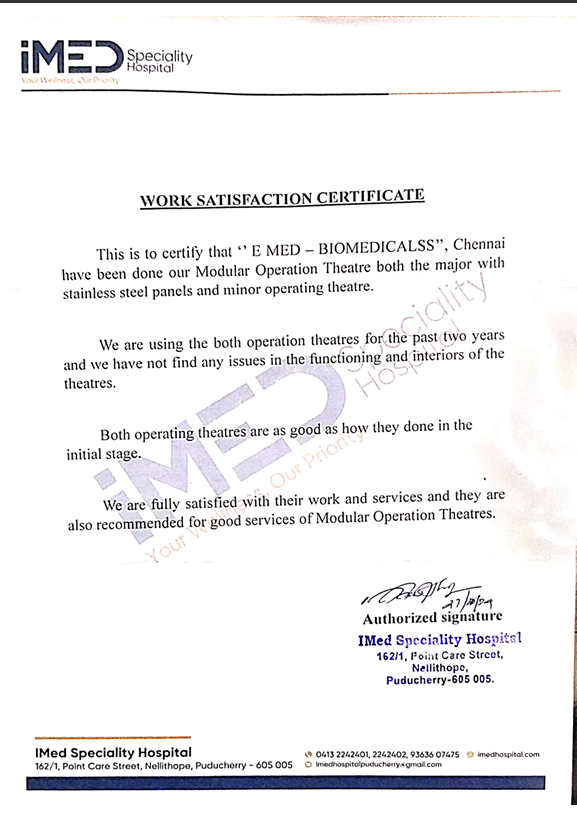 iMED Speciality
Hospital
Your Wellness, Our Priority
WORK SATISFACTION CERTIFICATE
This is to certify that ‘’ E MED – BIOMEDICALSS”, Chennai
have been done our Modular Operation Theatre both the major with
stainless steel panels and minor operating theatre.
We are using the both operation theatres for the past two years
and we have not find any issues in the functioning and interiors of the
theatres.
Both operating theatres are as good as how they done in the
initial stage.
We are fully satisfied with their work and services and they are
also recommended for good services of Modular Operation Theatres.
iMED Speciality
Hospital
Your Wellness, Our Priority
Authorized signature
IMed Speciality Hospital
162/1, Point Care Street,
Nellithope,
Puducherry-605 005.
IMed Speciality Hospital
162/1, Point Care Street, Nellithope, Puducherry - 605 005
0413 2242401, 2242402, 93636 07475 imedhospital.com
imedhospitalpuducherry@gmail.com